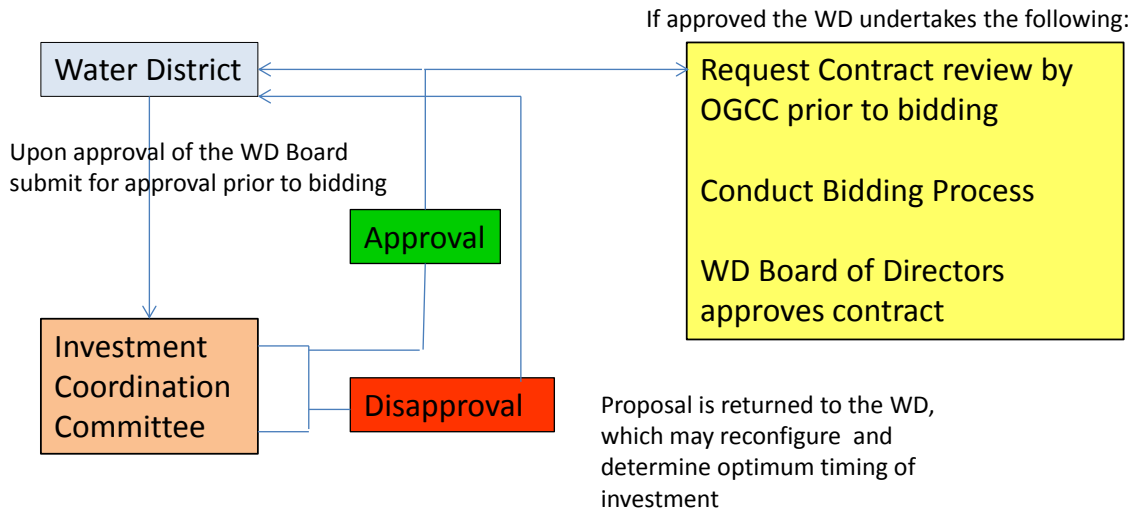 If approved the WD undertakes the following:
Water District
Request Contract review by
OGCC prior to bidding
Conduct Bidding Process
WD Board of Directors
approves contract
Upon approval of the WD Board
submit for approval prior to bidding
Approval
Investment
Coordination
Committee
Disapproval
Proposal is returned to the WD,
which may reconfigure and
determine optimum timing of
investment